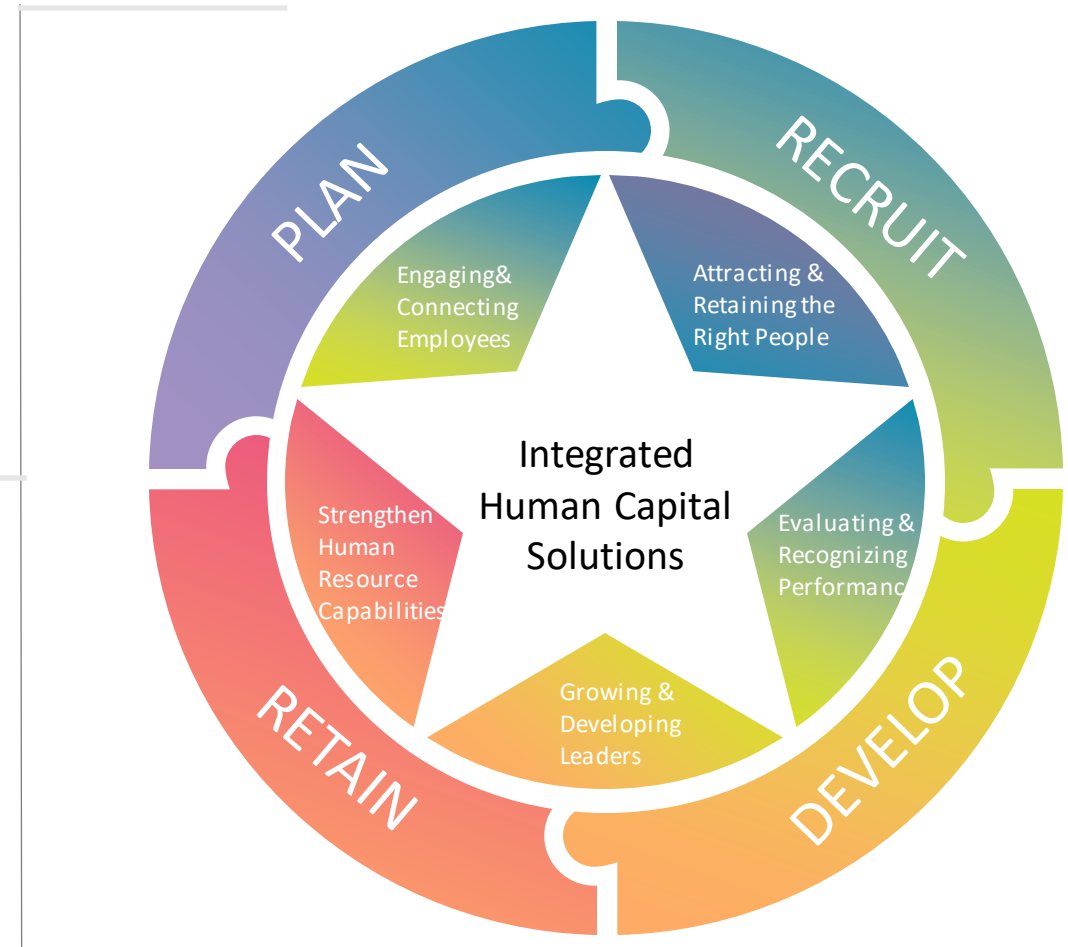 PLAN
RECRUIT
Engaging&
Connecting
Employees
Attracting &
Retaining the
Right People
Integrated
Human Capital
Solutions
Strengthen
Human
Resource
Capabilities
Evaluating &
Recognizing
Performanc
Growing &
Developing
Leaders
RETAIN
DEVELOP